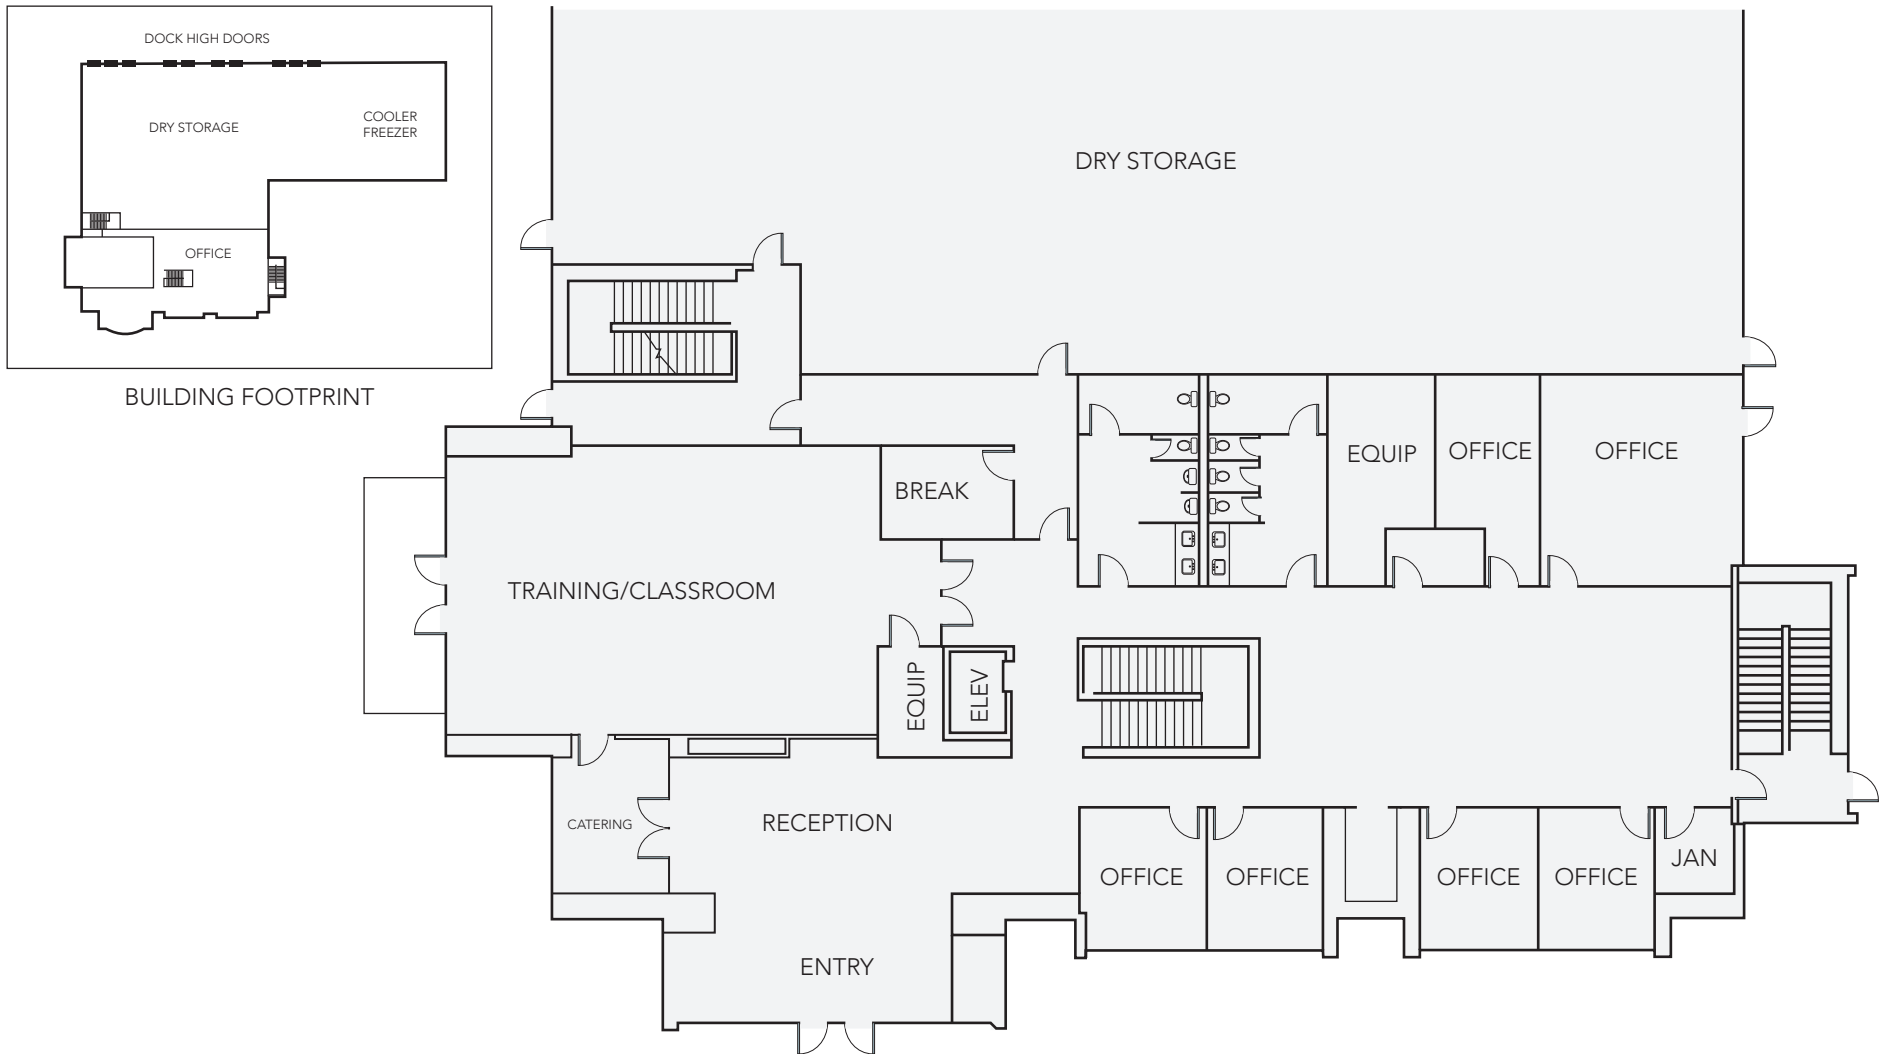 DOCK HIGH DOORS
DRY STORAGE
COOLER
FREEZER
OFFICE
BUILDING FOOTPRINT
DRY STORAGE
EQUIP
OFFICE
OFFICE
BREAK
TRAINING/CLASSROOM
EQUIP
ELEV
CATERING
RECEPTION
OFFICE
OFFICE
OFFICE
OFFICE
JAN
ENTRY